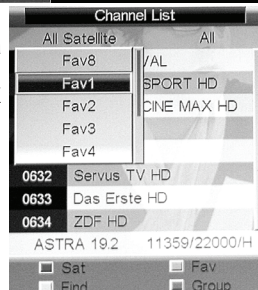 Channel List
All Satellite All
Fav8 /AL
Fav1 SPORT HD
Fav2 CINE MAX HD
Fav3
Fav4
0632 Servus TV HD
0633 Das Erste HD
0634 ZDF HD
ASTRA 19.2 11359/22000/H
Sat Fav
Find Group